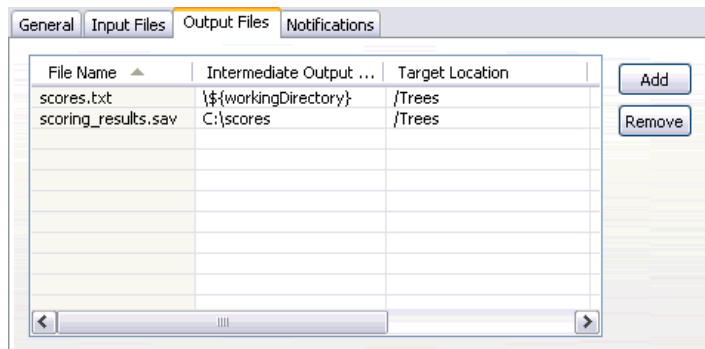 General Input Files Output Files Notifications
File Name Intermediate Output ... Target Location
Add
scores.txt \${workingDirectory} /Trees
scoring_results.sav C:\scores /Trees
Remove